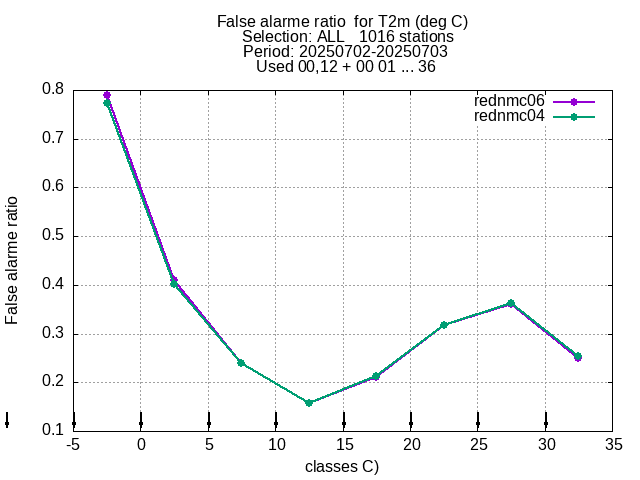 False alarme ratio  for T2m (deg C)
Selection: ALL   1016 stations
Period: 20250702-20250703
Used 00,12 + 00 01 ... 36
rednmc06
rednmc04
False alarme ratio
0.8
0.7
0.6
0.5
0.4
0.3
0.2
0.1
-5 0 5 10 15 20 25 30 35
classes C)